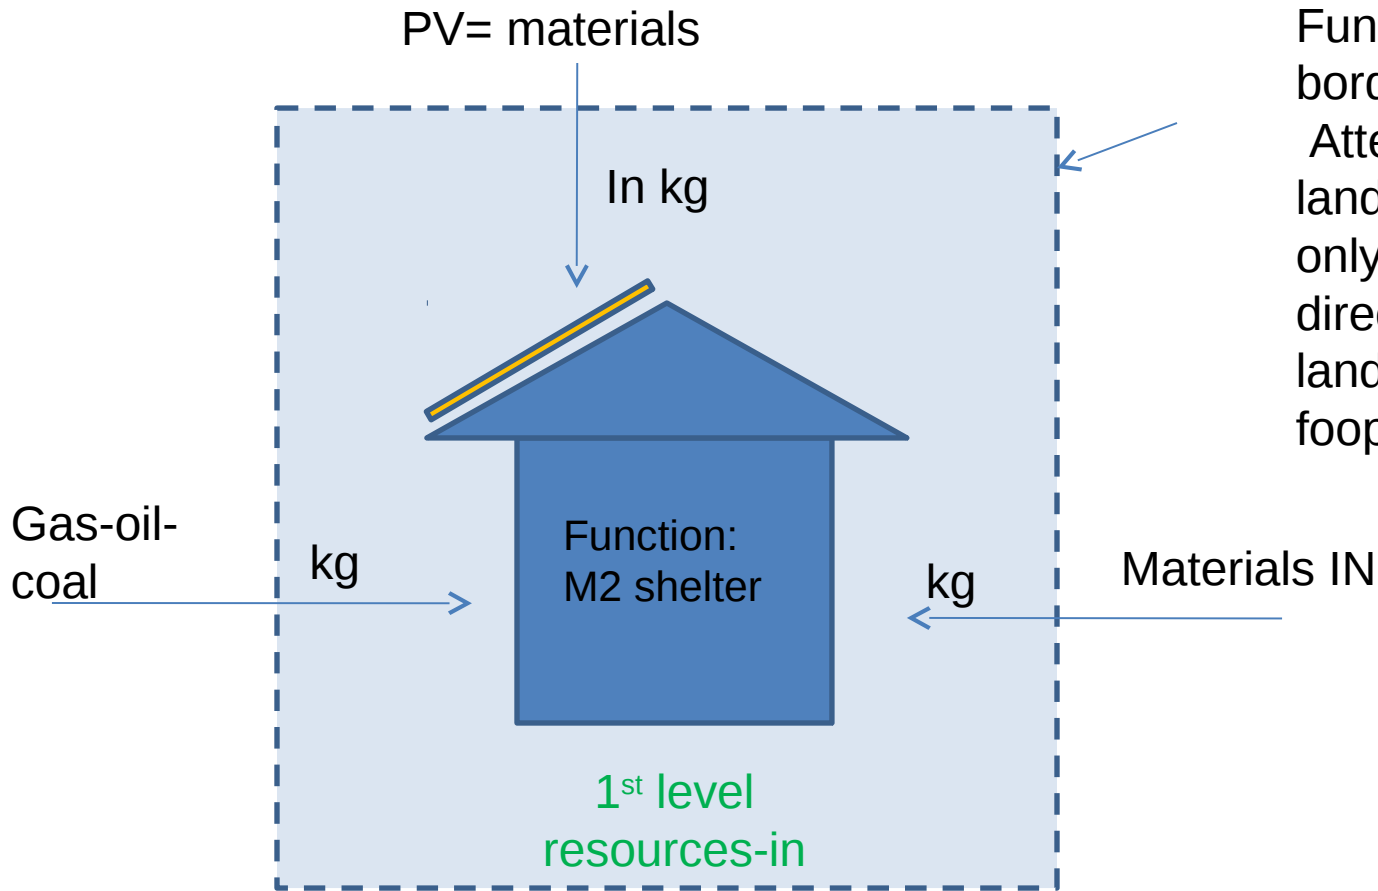 PV= materials
In kg
Gas-oil-
coal
kg
Function:
M2 shelter
kg
Materials IN
1st level
resources-in
Fun
bord
Atte
land
only
direc
land
foop